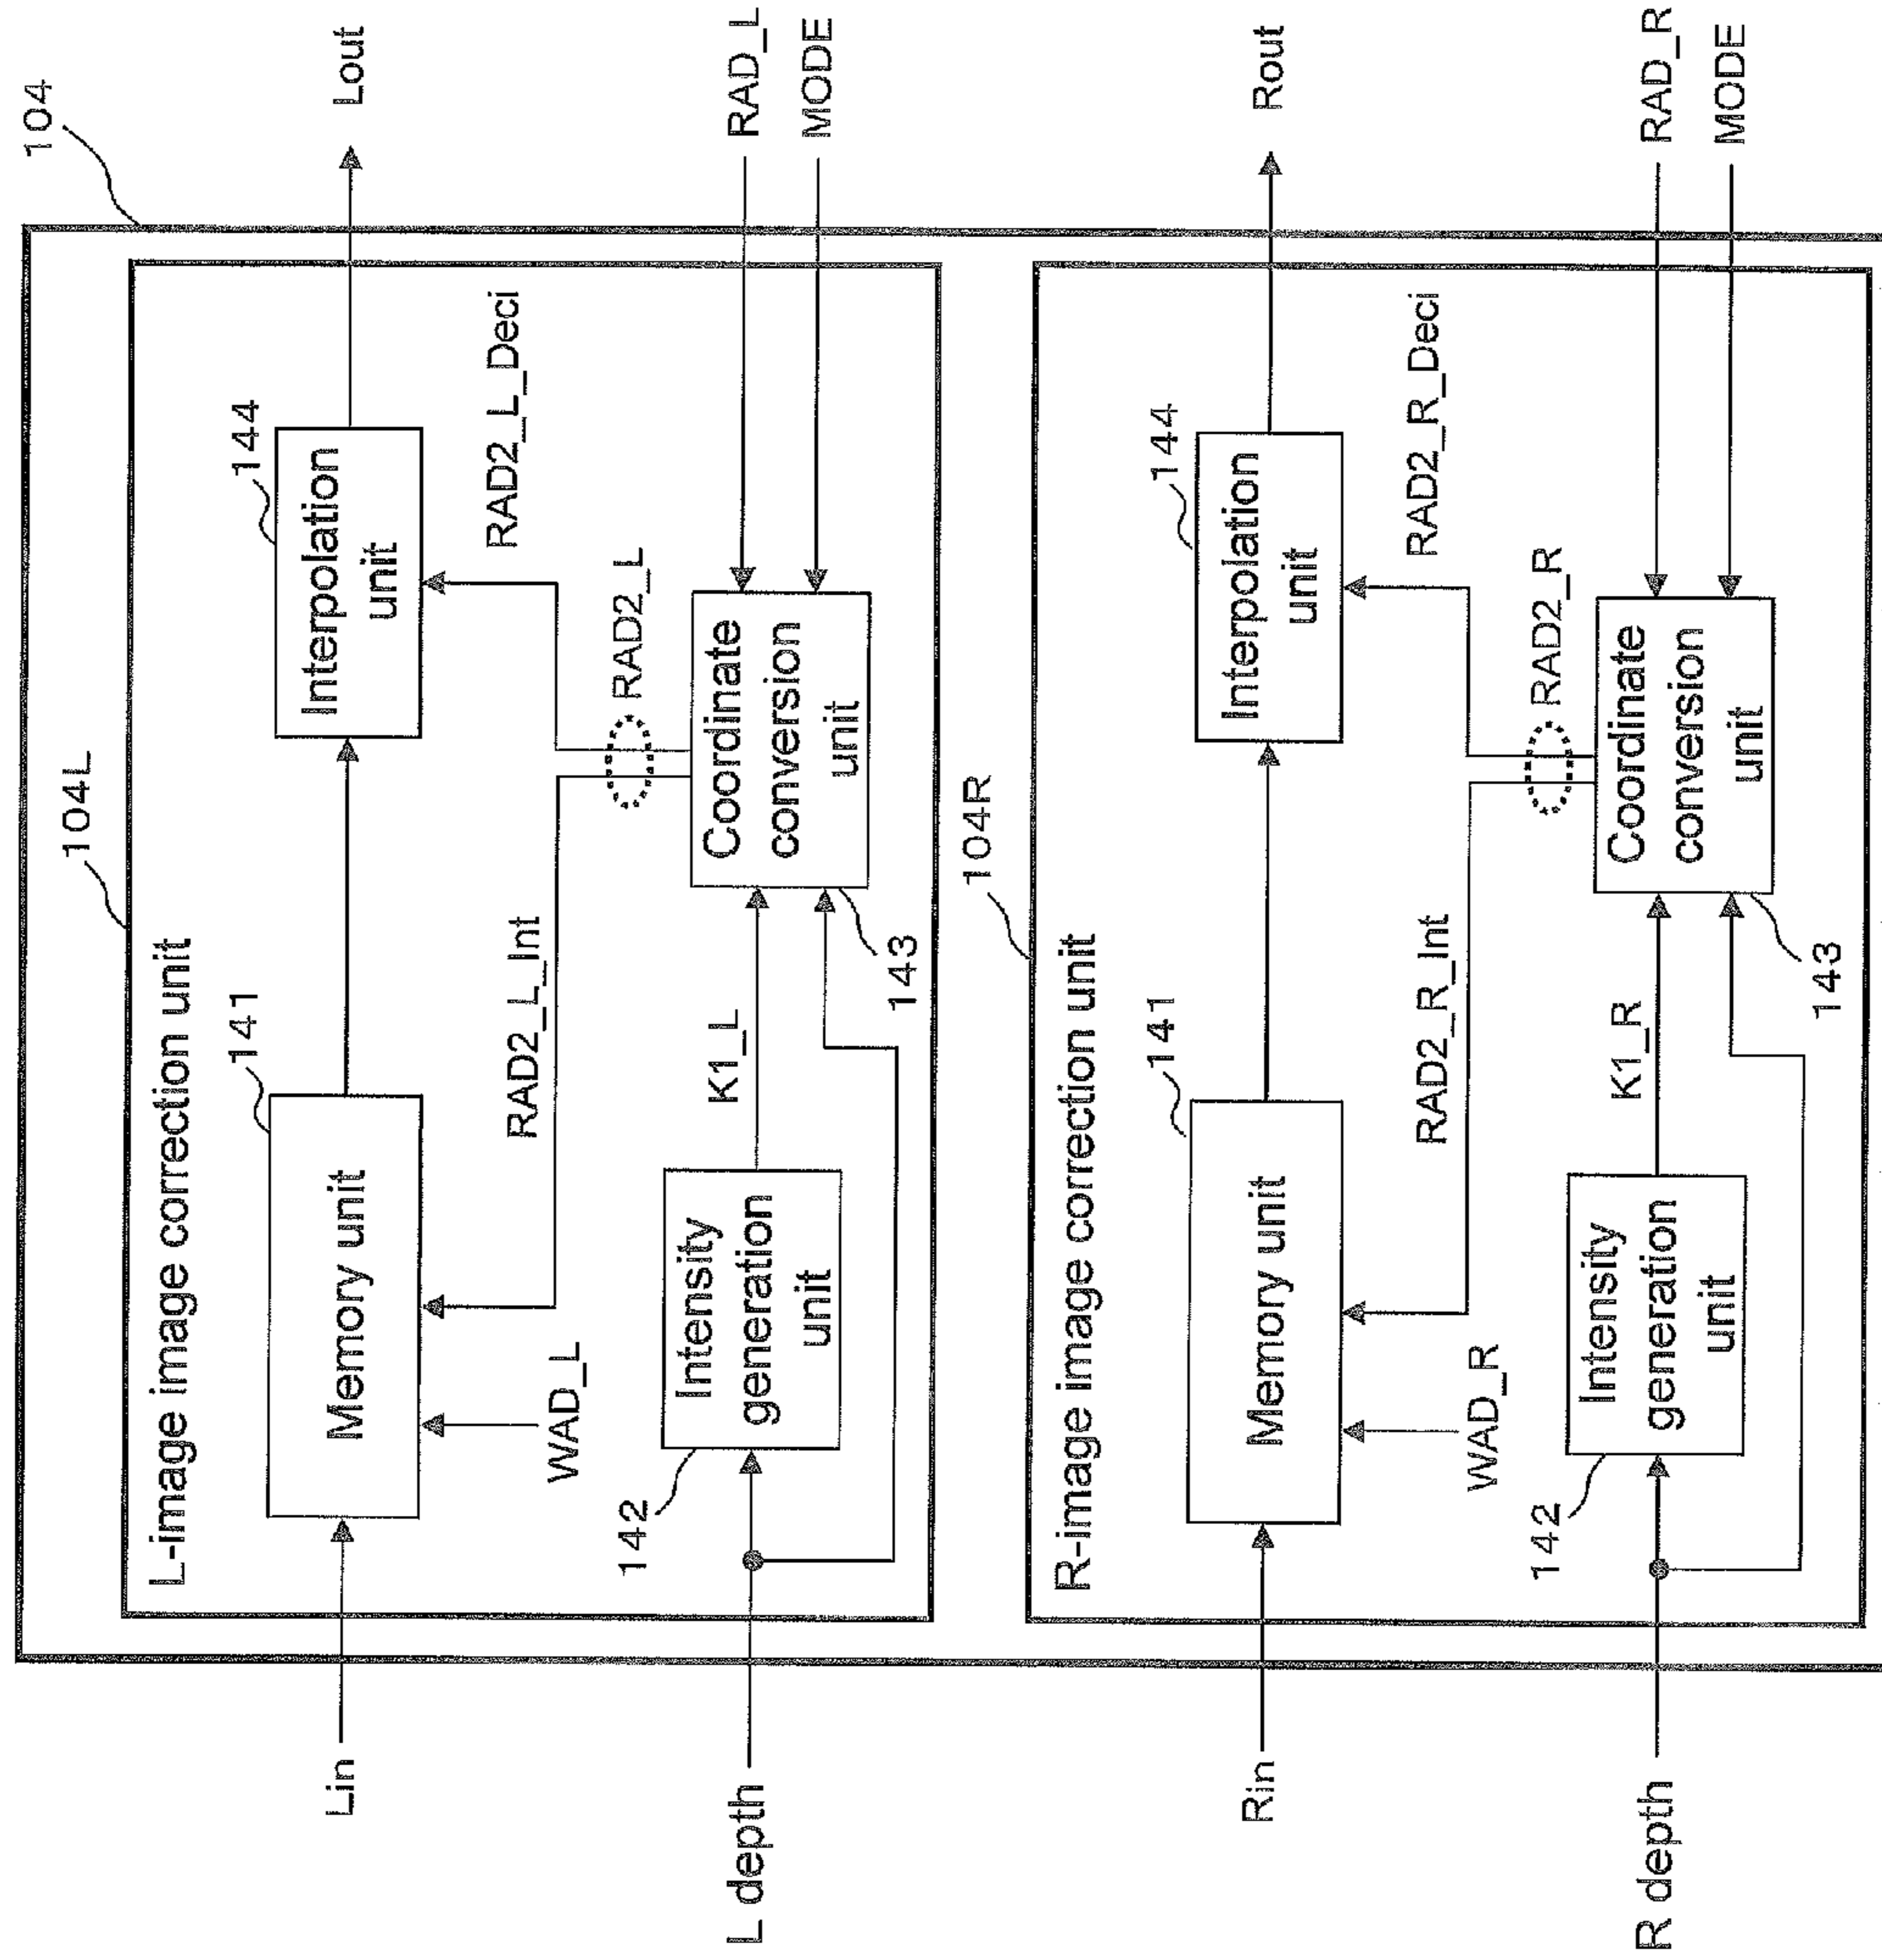 104
104L
L-image image correction unit
Lin
141
Memory unit
144
Interpolation
unit
Lout
WAD_L
RAD2_L_Int
RAD2_L_Deci
RAD2_L
L depth
142
Intensity
generation
unit
K1_L
143
Coordinate
conversion
unit
RAD_L
MODE
104R
R-image image correction unit
Rin
141
Memory unit
144
Interpolation
unit
Rout
WAD_R
RAD2_R_Int
RAD2_R_Deci
RAD2_R
R depth
142
Intensity
generation
unit
K1_R
143
Coordinate
conversion
unit
RAD_R
MODE